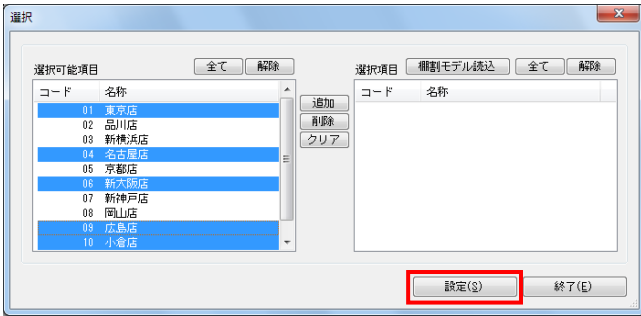 選択
選択可能項目 全て 解除
コード 名称
01 東京店
02 品川店
03 新横浜店
04 名古屋店
05 京都店
06 新大阪店
07 新神戸店
08 岡山店
09 広島店
10 小倉店
追加
削除
クリア
選択項目 棚割モデル読込 全て 解除
コード 名称
設定(S) 終了(E)